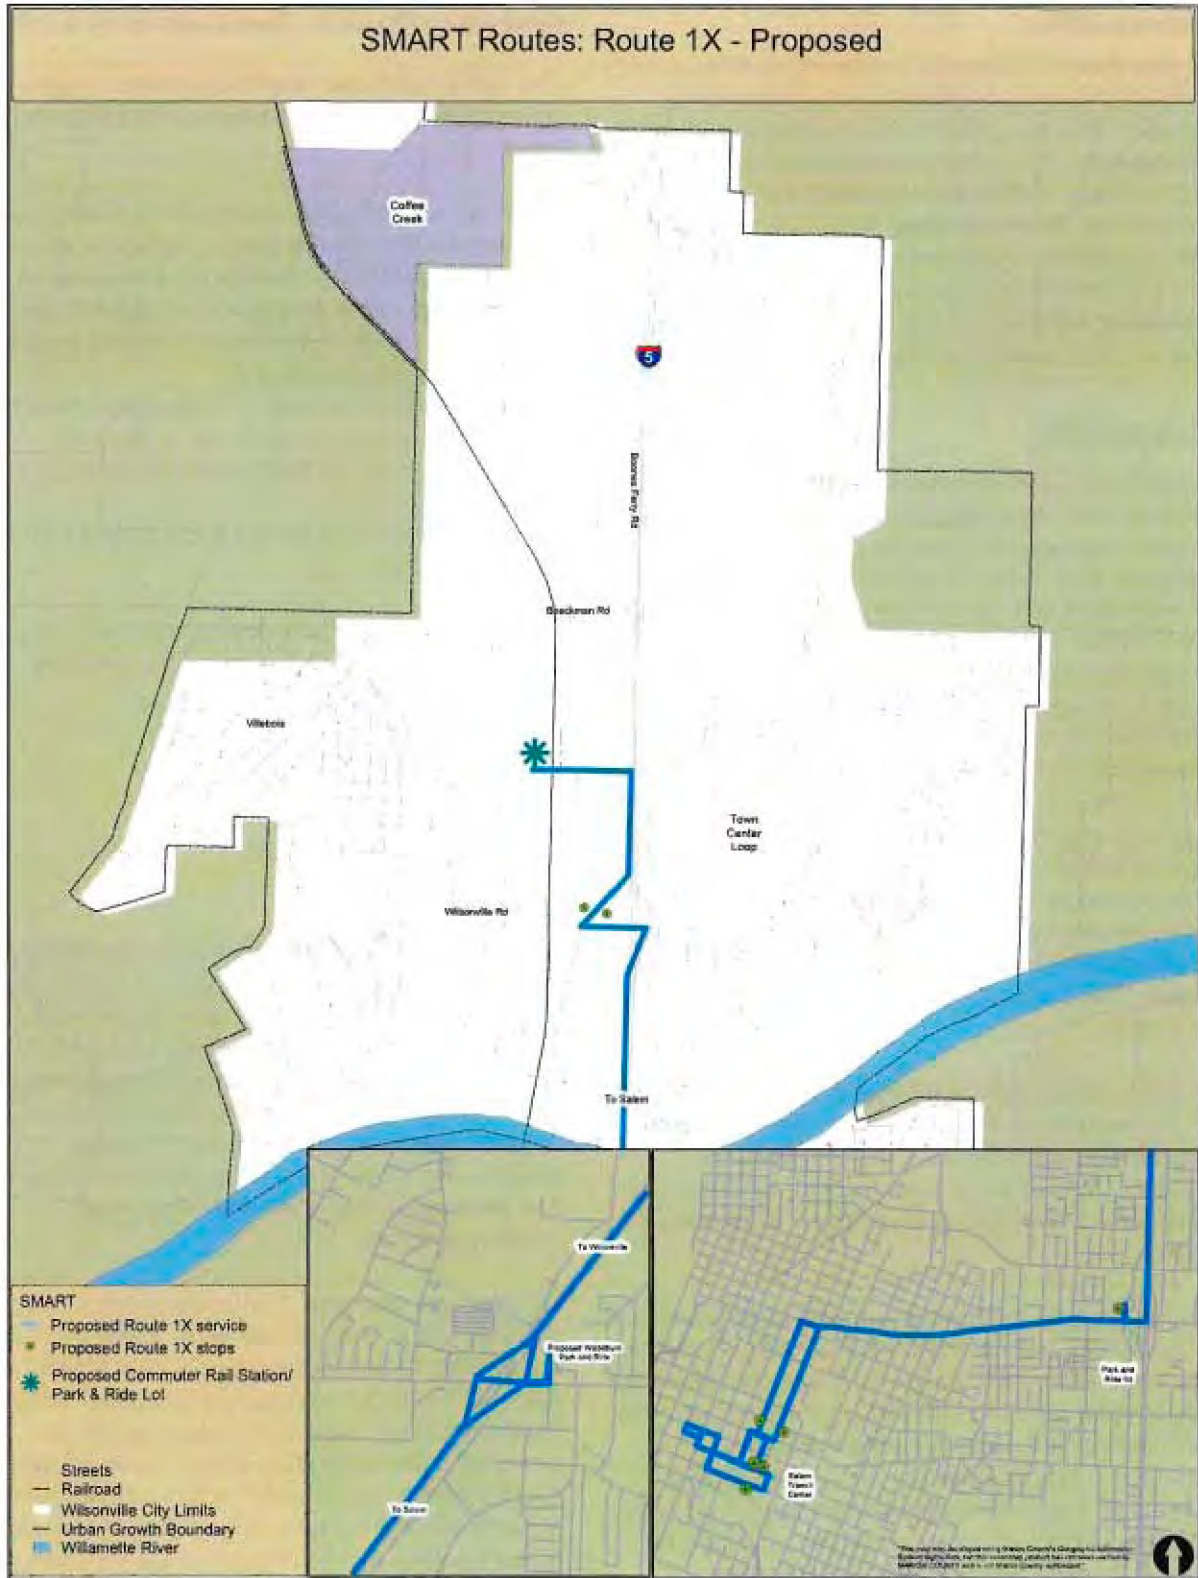 SMART Routes: Route 1X - Proposed
Coffee
Creek
5
Boones Ferry Rd
Boeckman Rd
Villebois
Town
Center
Loop
Wilsonville Rd
To Salem
To Wilsonville
Proposed Woodburn
Park and Ride
To Salem
Park and
Ride
Salem
Transit
Center
SMART
Proposed Route 1X service
Proposed Route 1X stops
Proposed Commuter Rail Station/
Park & Ride Lot
Streets
Railroad
Wilsonville City Limits
Urban Growth Boundary
Willamette River